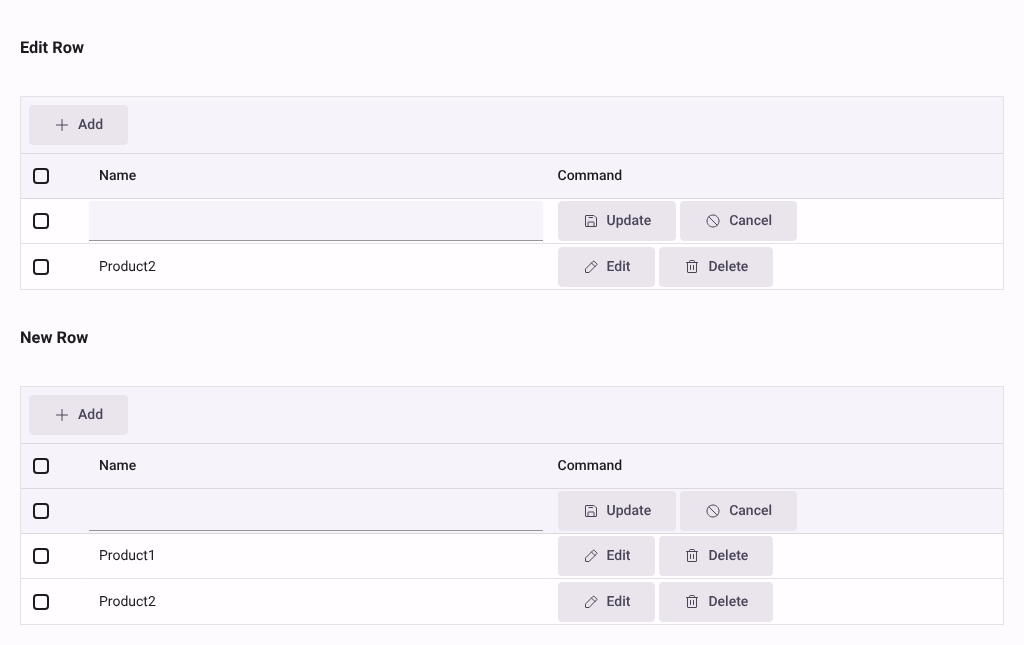 Edit Row
Add
Name Command
Update Cancel
Product2 Edit Delete
New Row
Add
Name Command
Update Cancel
Product1 Edit Delete
Product2 Edit Delete